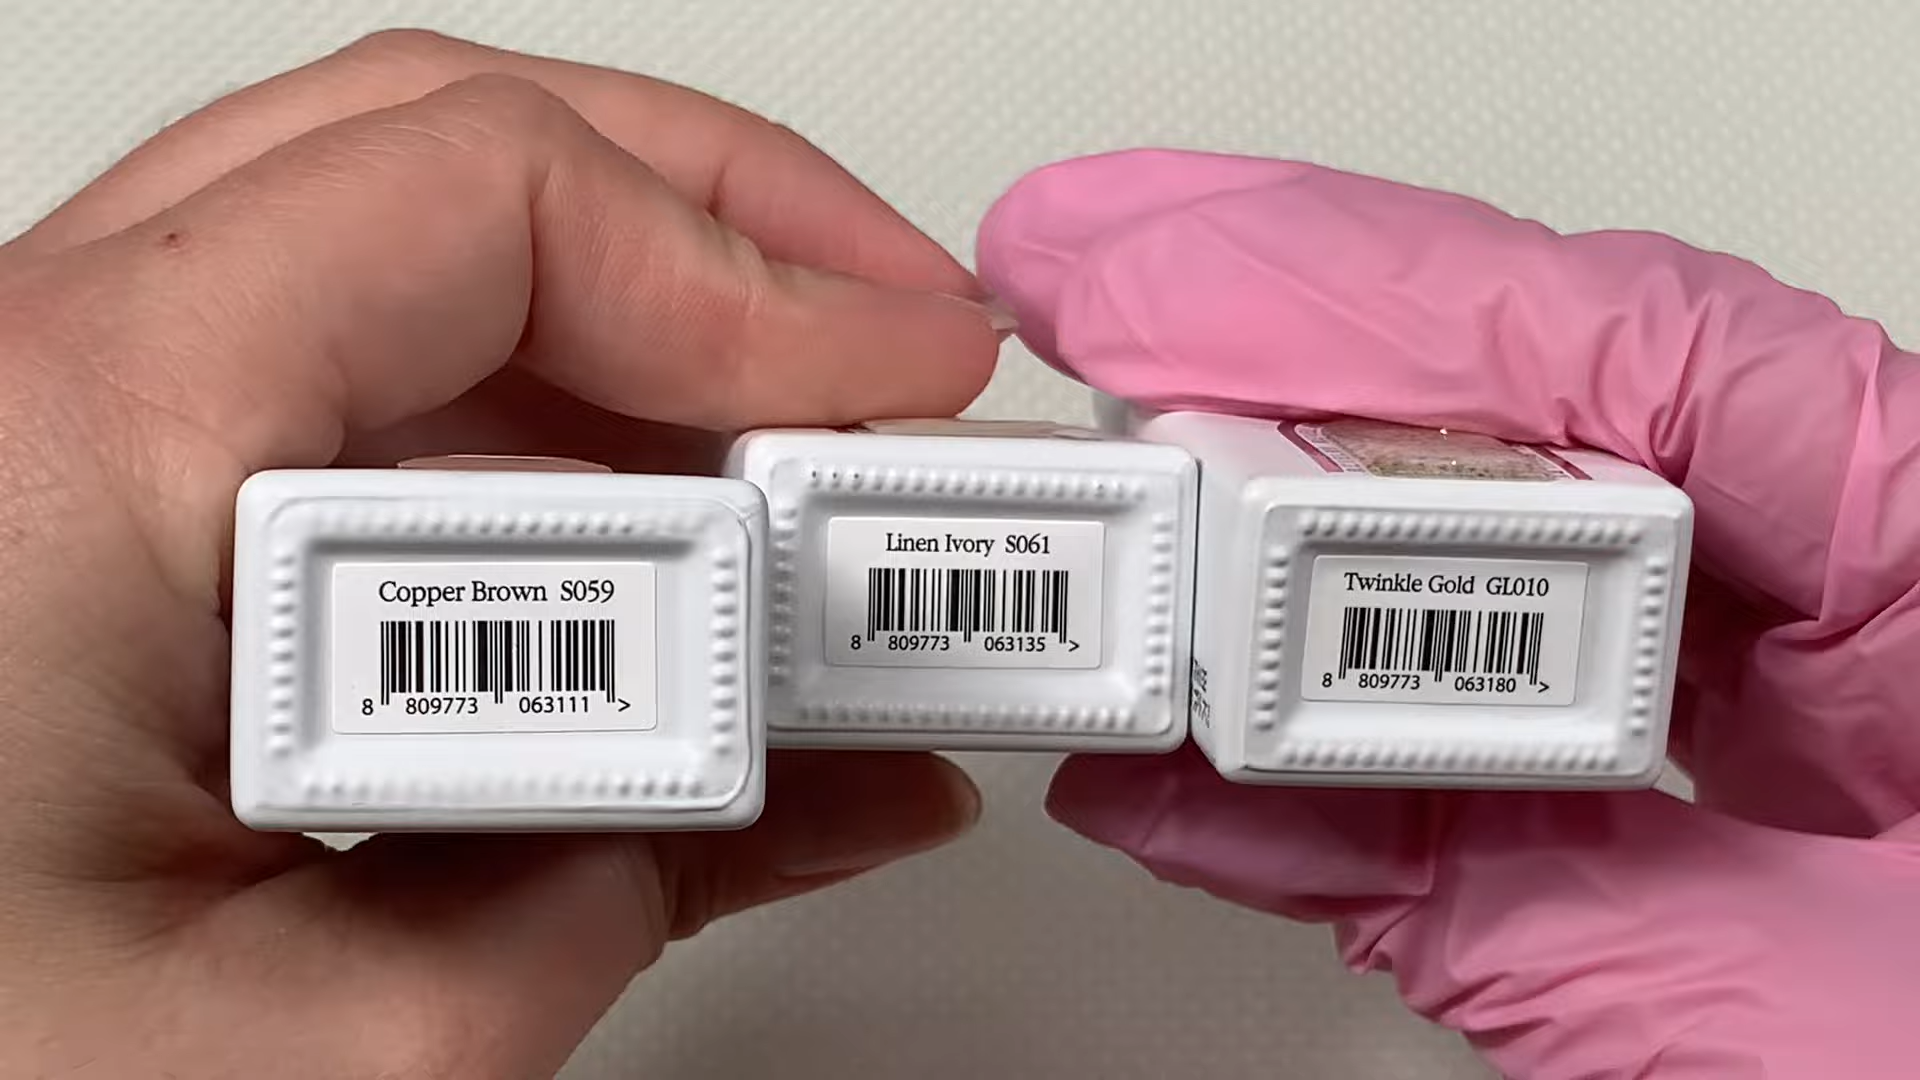 Copper Brown S059
8 809773 063111 >
Linen Ivory S061
8 809773 063135 >
Twinkle Gold GL010
8 809773 063180 >